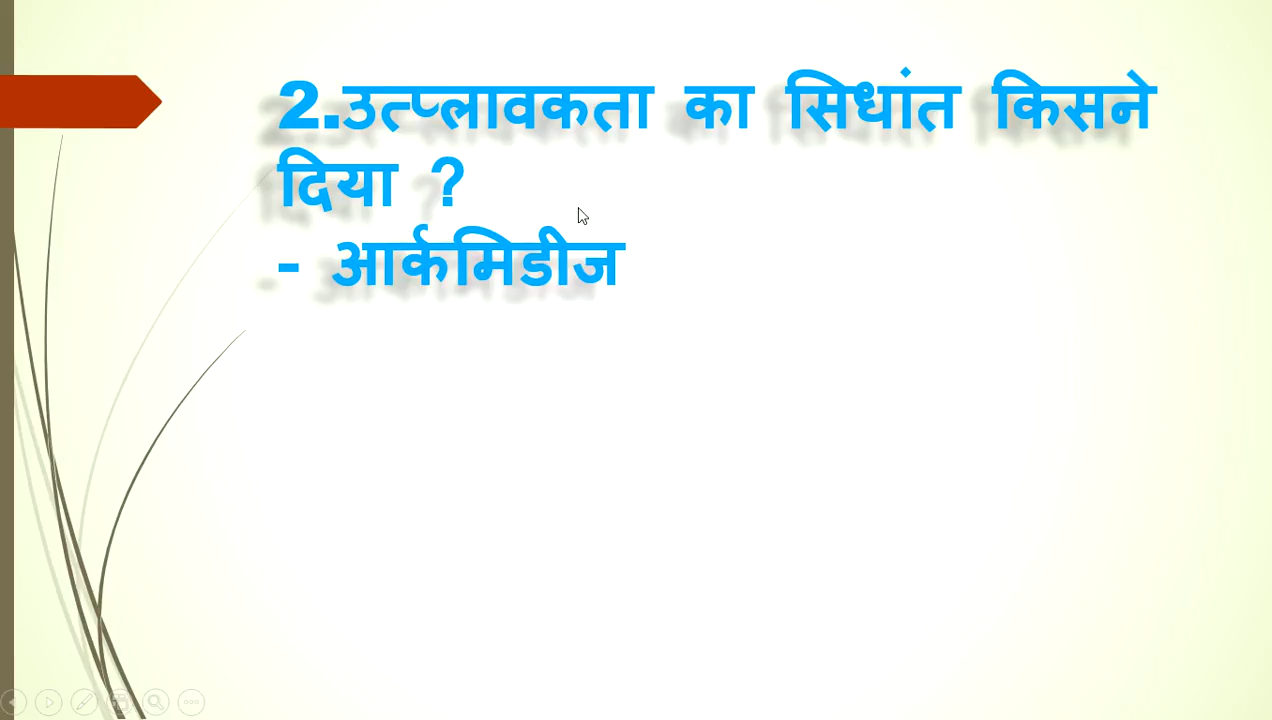 2.उत्प्लावकता का सिधांत किसने
दिया ?
- आर्कमिडीज